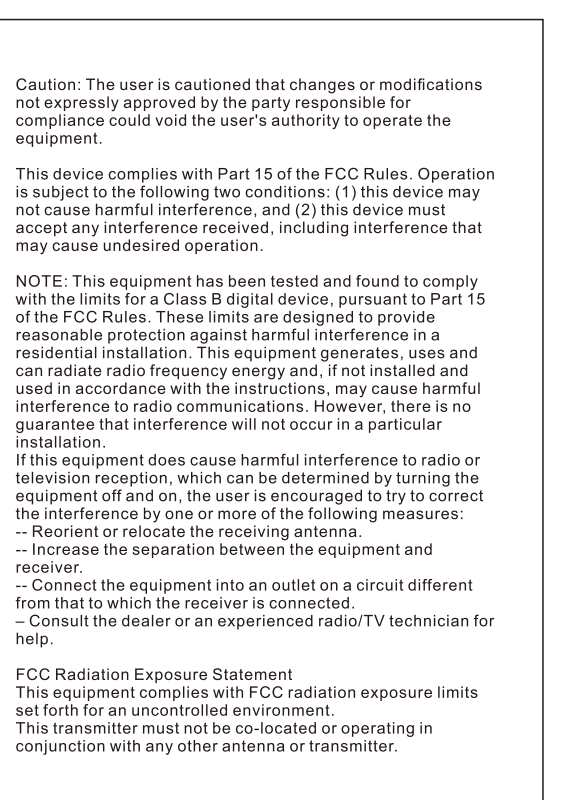 Caution: The user is cautioned that changes or modifications
not expressly approved by the party responsible for
compliance could void the user's authority to operate the
equipment.
This device complies with Part 15 of the FCC Rules. Operation
is subject to the following two conditions: (1) this device may
not cause harmful interference, and (2) this device must
accept any interference received, including interference that
may cause undesired operation.
NOTE: This equipment has been tested and found to comply
with the limits for a Class B digital device, pursuant to Part 15
of the FCC Rules. These limits are designed to provide
reasonable protection against harmful interference in a
residential installation. This equipment generates, uses and
can radiate radio frequency energy and, if not installed and
used in accordance with the instructions, may cause harmful
interference to radio communications. However, there is no
guarantee that interference will not occur in a particular
installation.
If this equipment does cause harmful interference to radio or
television reception, which can be determined by turning the
equipment off and on, the user is encouraged to try to correct
the interference by one or more of the following measures:
-- Reorient or relocate the receiving antenna.
-- Increase the separation between the equipment and
receiver.
-- Connect the equipment into an outlet on a circuit different
from that to which the receiver is connected.
– Consult the dealer or an experienced radio/TV technician for
help.
FCC Radiation Exposure Statement
This equipment complies with FCC radiation exposure limits
set forth for an uncontrolled environment.
This transmitter must not be co-located or operating in
conjunction with any other antenna or transmitter.